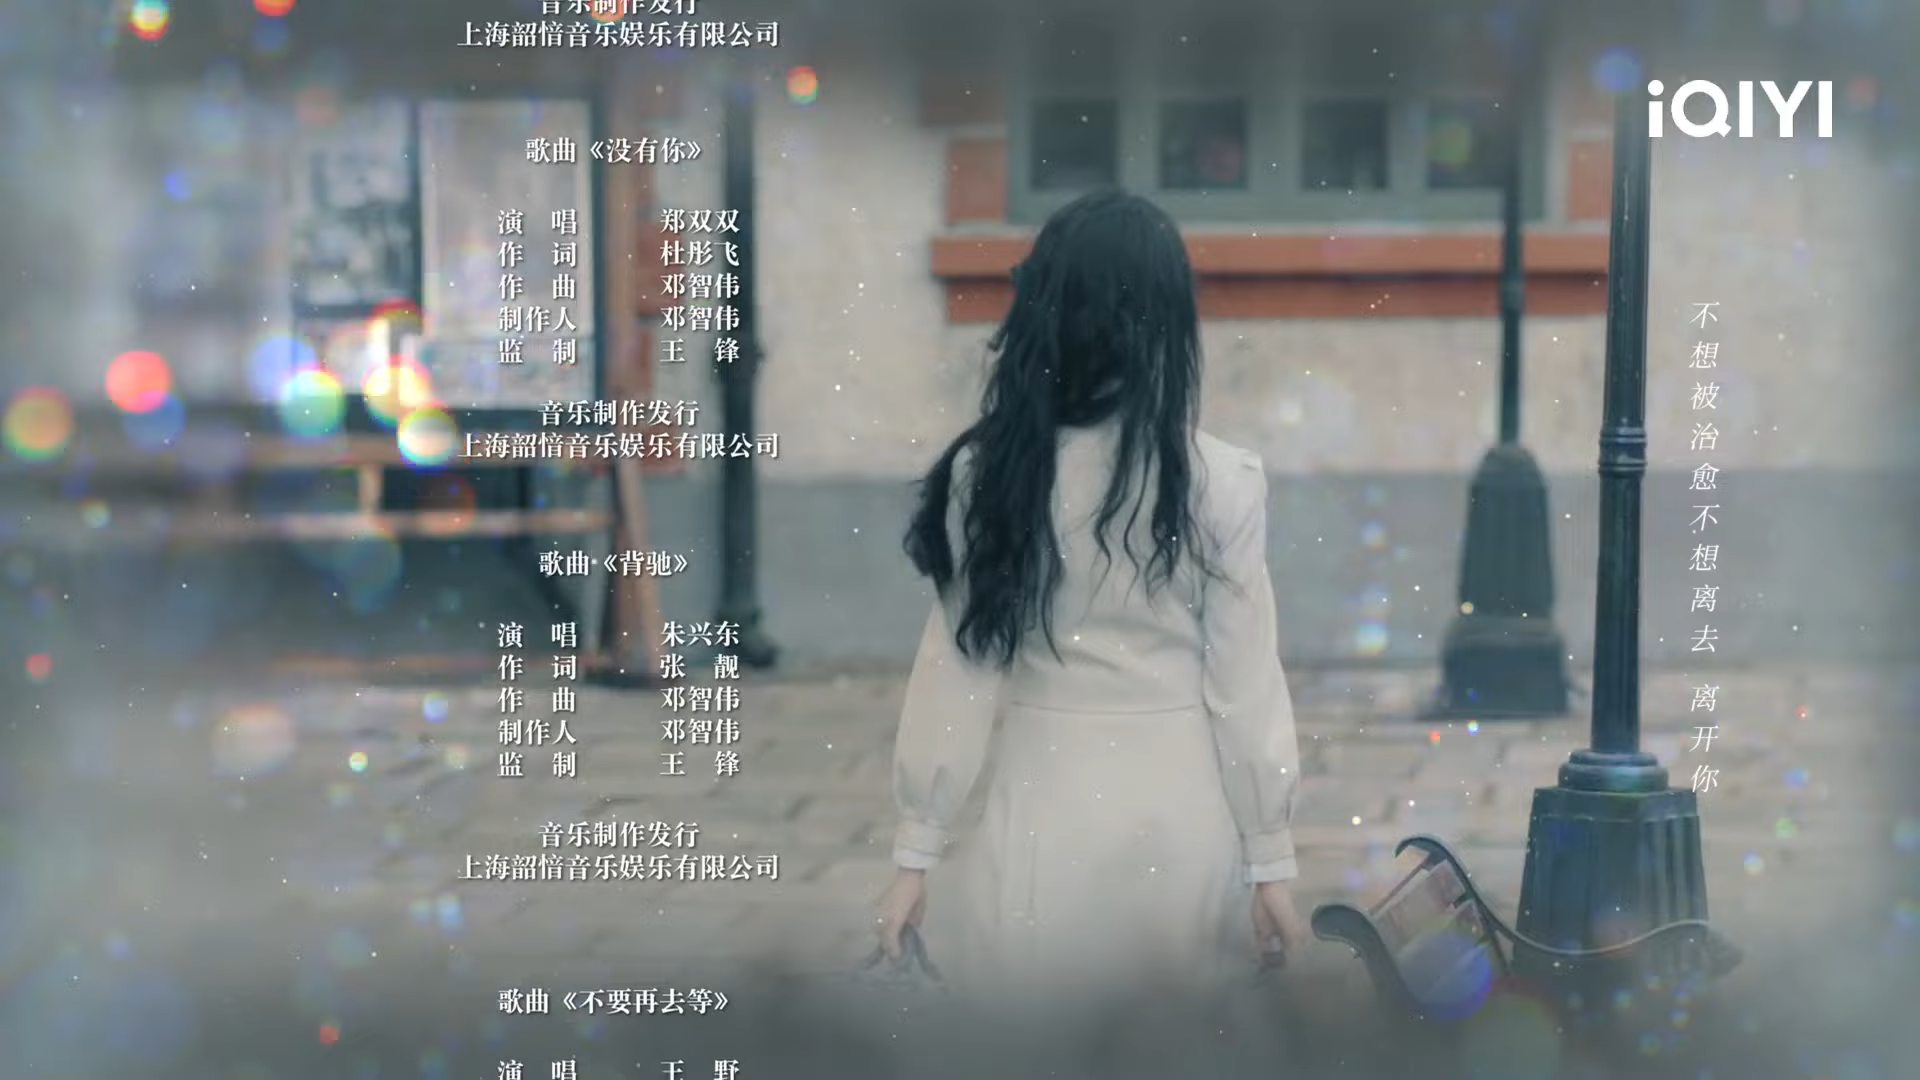 音乐制作发行
上海韶愔音乐娱乐有限公司
歌曲《没有你》
演 唱 郑双双
作 词 杜彤飞
作 曲 邓智伟
制作人 邓智伟
监 制 王 锋
音乐制作发行
上海韶愔音乐娱乐有限公司
歌曲《背驰》
演 唱 朱兴东
作 词 张 靓
作 曲 邓智伟
制作人 邓智伟
监 制 王 锋
音乐制作发行
上海韶愔音乐娱乐有限公司
歌曲《不要再去等》
演 唱 王 野
iQIYI
不想被治愈不想离去 离开你